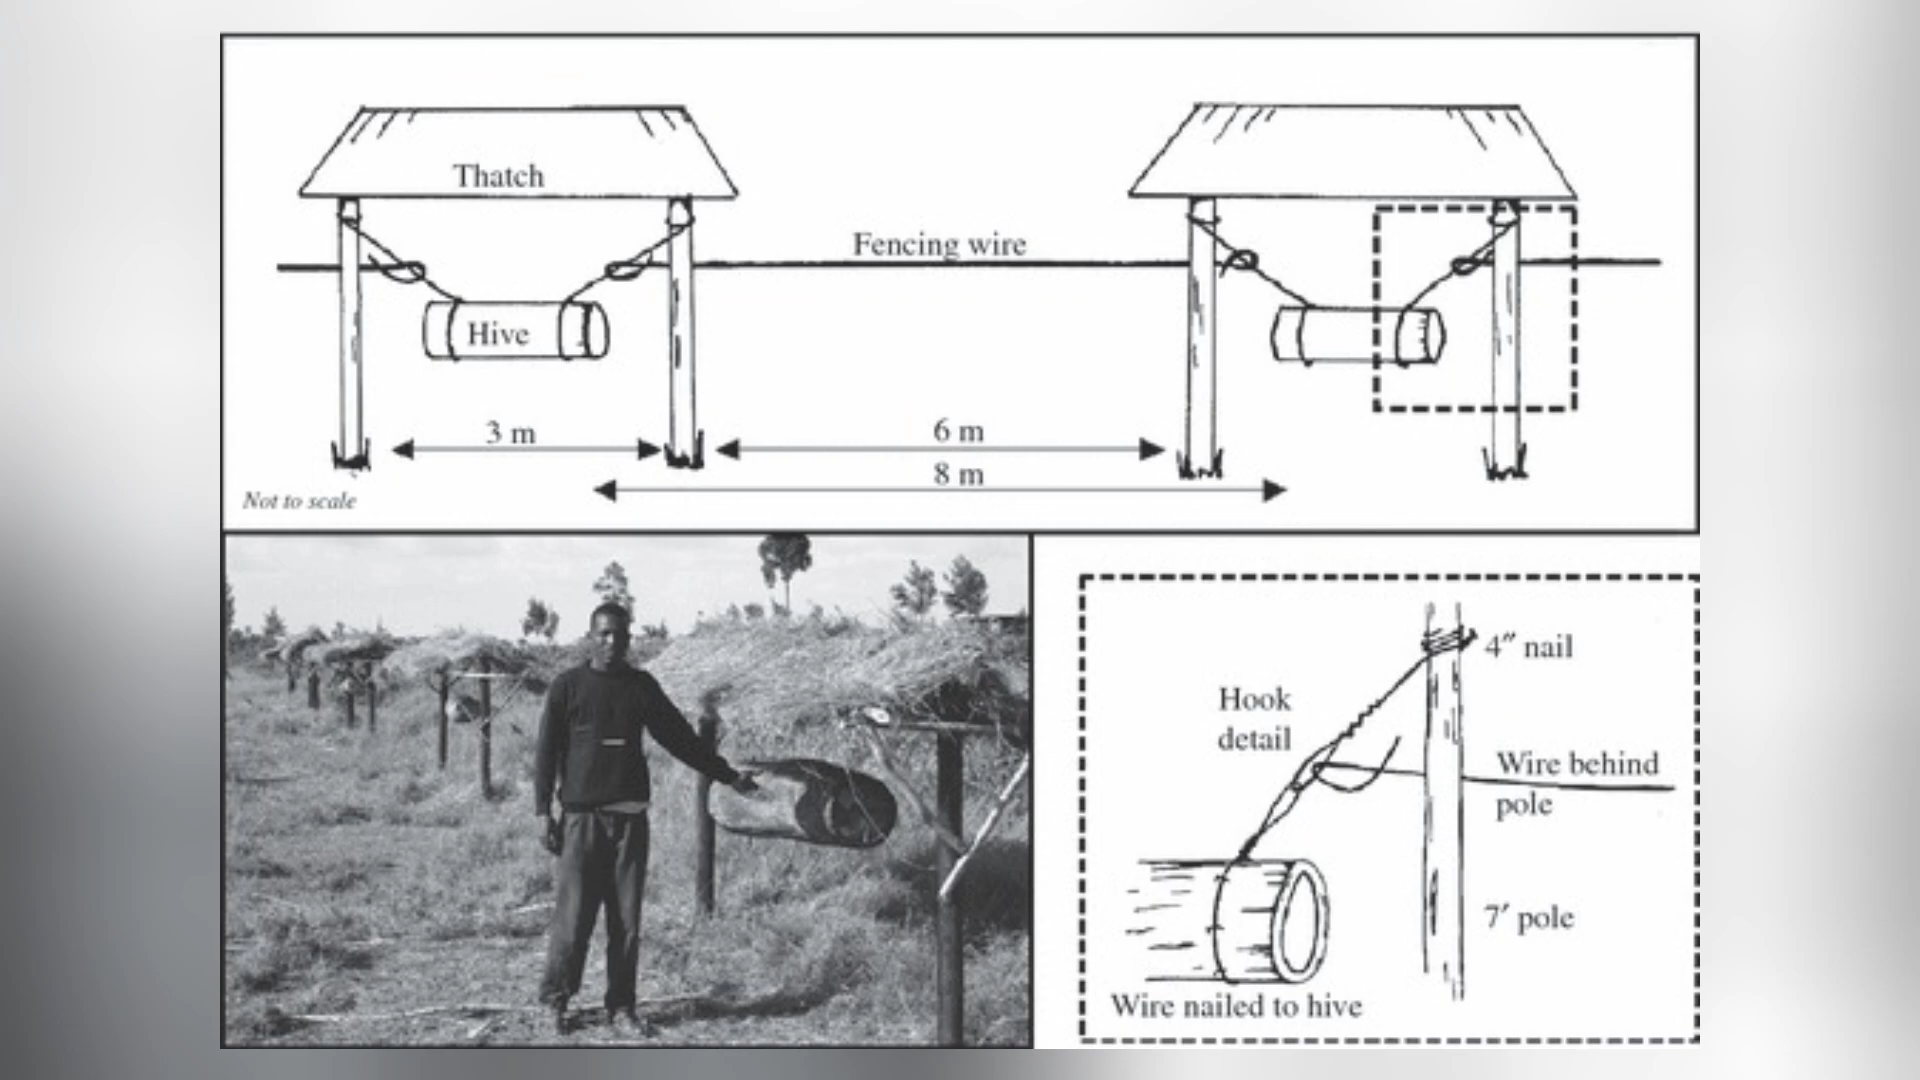 Thatch
Fencing wire
Hive
3 m
6 m
8 m
Not to scale
4″ nail
Hook
detail
Wire behind
pole
7′ pole
Wire nailed to hive